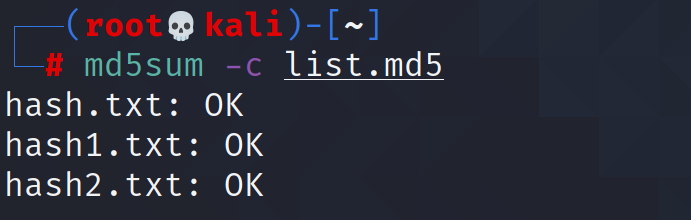 ┌──(root💀kali)-[~]
└─# md5sum -c list.md5
hash.txt: OK
hash1.txt: OK
hash2.txt: OK